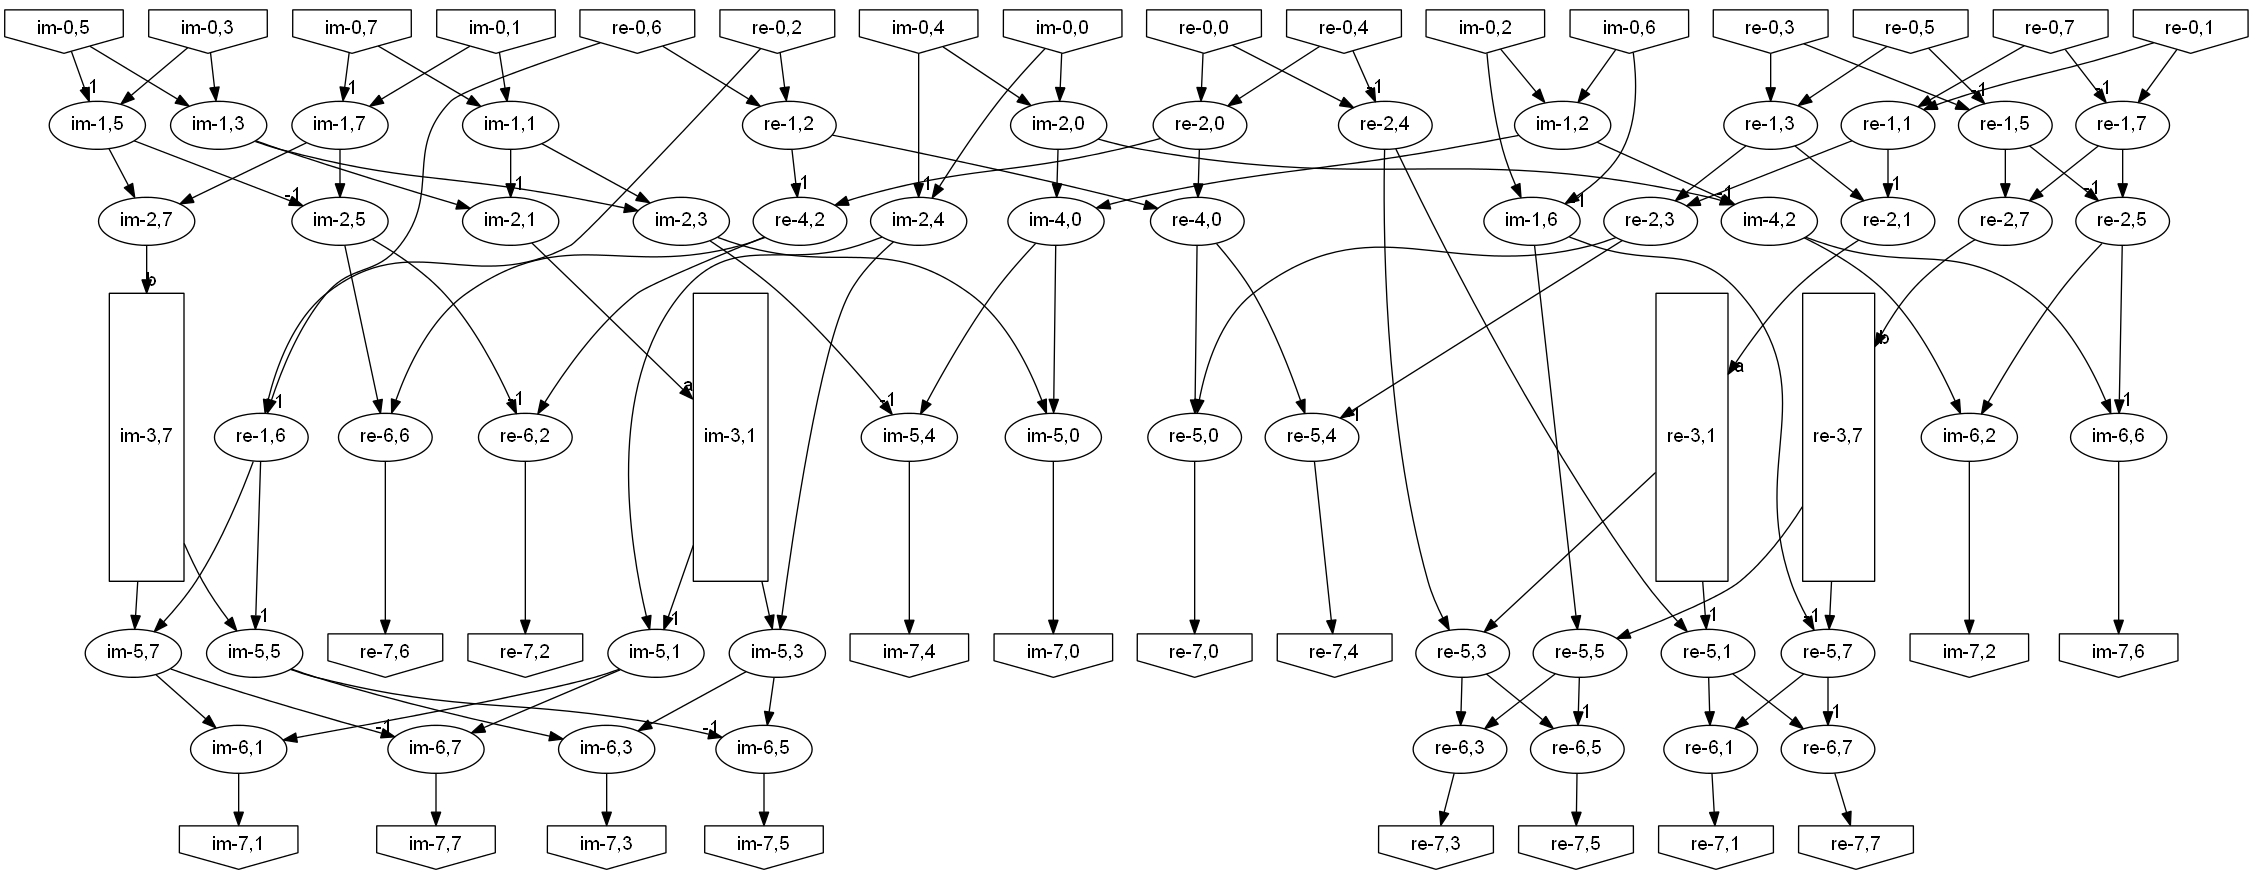 im-0,5 im-0,3 im-0,7 im-0,1 re-0,6 re-0,2 im-0,4 im-0,0 re-0,0 re-0,4 im-0,2 im-0,6 re-0,3 re-0,5 re-0,7 re-0,1
-1 -1 -1 -1 -1
im-1,5 im-1,3 im-1,7 im-1,1 re-1,2 im-2,0 re-2,0 re-2,4 im-1,2 re-1,3 re-1,1 re-1,5 re-1,7
-1 -1 -1 -1 -1 -1 -1 -1
im-2,7 im-2,5 im-2,1 im-2,3 re-4,2 im-2,4 im-4,0 re-4,0 im-1,6 re-2,3 im-4,2 re-2,1 re-2,7 re-2,5
b b
a a
-1 -1 -1 -1 -1
im-3,7 re-1,6 re-6,6 re-6,2 im-3,1 im-5,4 im-5,0 re-5,0 re-5,4 re-3,1 re-3,7 im-6,2 im-6,6
-1 -1 -1 -1
im-5,7 im-5,5 re-7,6 re-7,2 im-5,1 im-5,3 im-7,4 im-7,0 re-7,0 re-7,4 re-5,3 re-5,5 re-5,1 re-5,7 im-7,2 im-7,6
-1 -1 -1 -1
im-6,1 im-6,7 im-6,3 im-6,5 re-6,3 re-6,5 re-6,1 re-6,7
im-7,1 im-7,7 im-7,3 im-7,5 re-7,3 re-7,5 re-7,1 re-7,7